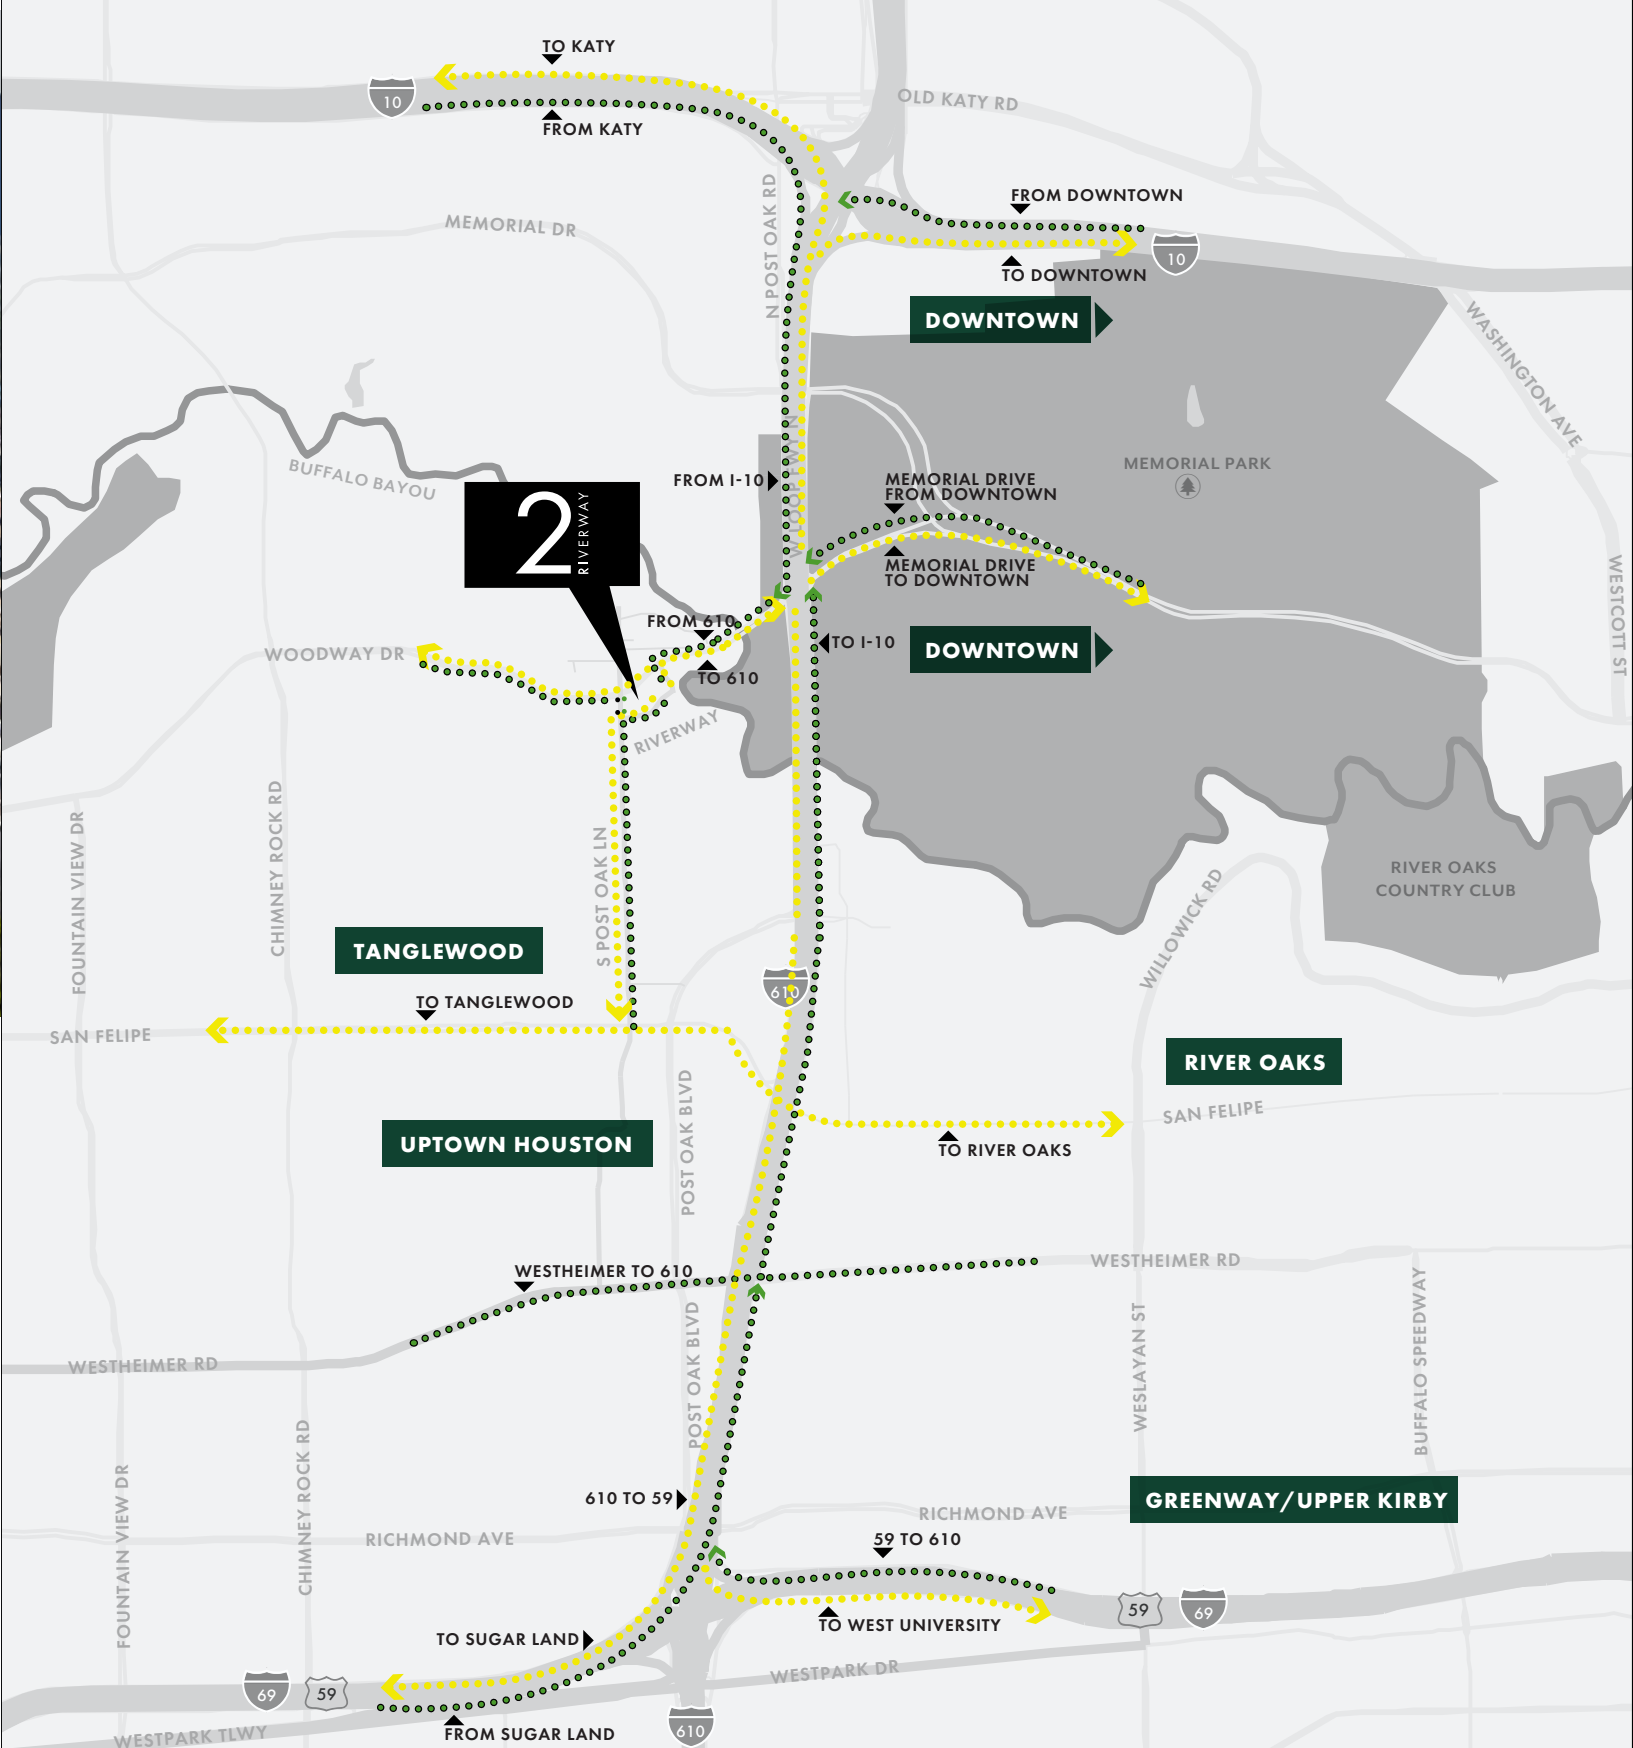 TO KATY
10
FROM KATY
OLD KATY RD
N POST OAK RD
FROM DOWNTOWN
MEMORIAL DR
10
TO DOWNTOWN
DOWNTOWN
WASHINGTON AVE
W LOOP FWY N
MEMORIAL PARK
BUFFALO BAYOU
FROM I-10
MEMORIAL DRIVE
FROM DOWNTOWN
2
RIVERWAY
MEMORIAL DRIVE
TO DOWNTOWN
WESTCOTT ST
FROM 610
TO I-10
DOWNTOWN
WOODWAY DR
TO 610
RIVERWAY
FOUNTAIN VIEW DR
CHIMNEY ROCK RD
S POST OAK LN
RIVER OAKS
COUNTRY CLUB
WILLOWICK RD
TANGLEWOOD
610
TO TANGLEWOOD
SAN FELIPE
RIVER OAKS
POST OAK BLVD
SAN FELIPE
UPTOWN HOUSTON
TO RIVER OAKS
WESTHEIMER TO 610
WESTHEIMER RD
POST OAK BLVD
WESLAYAN ST
BUFFALO SPEEDWAY
WESTHEIMER RD
FOUNTAIN VIEW DR
CHIMNEY ROCK RD
610 TO 59
GREENWAY/UPPER KIRBY
RICHMOND AVE
RICHMOND AVE
59 TO 610
59
69
TO WEST UNIVERSITY
TO SUGAR LAND
WESTPARK DR
69
59
610
FROM SUGAR LAND
WESTPARK TLWY